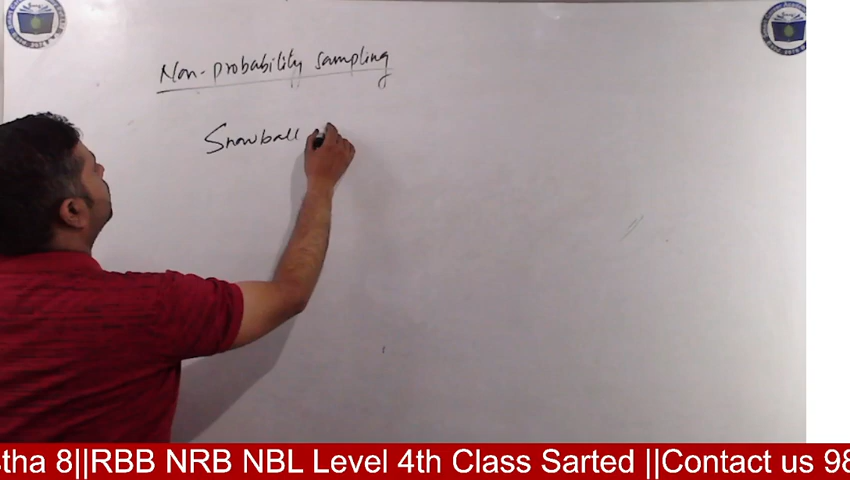 Non-probability sampling
Snowball
tha 8||RBB NRB NBL Level 4th Class Sarted ||Contact us 98